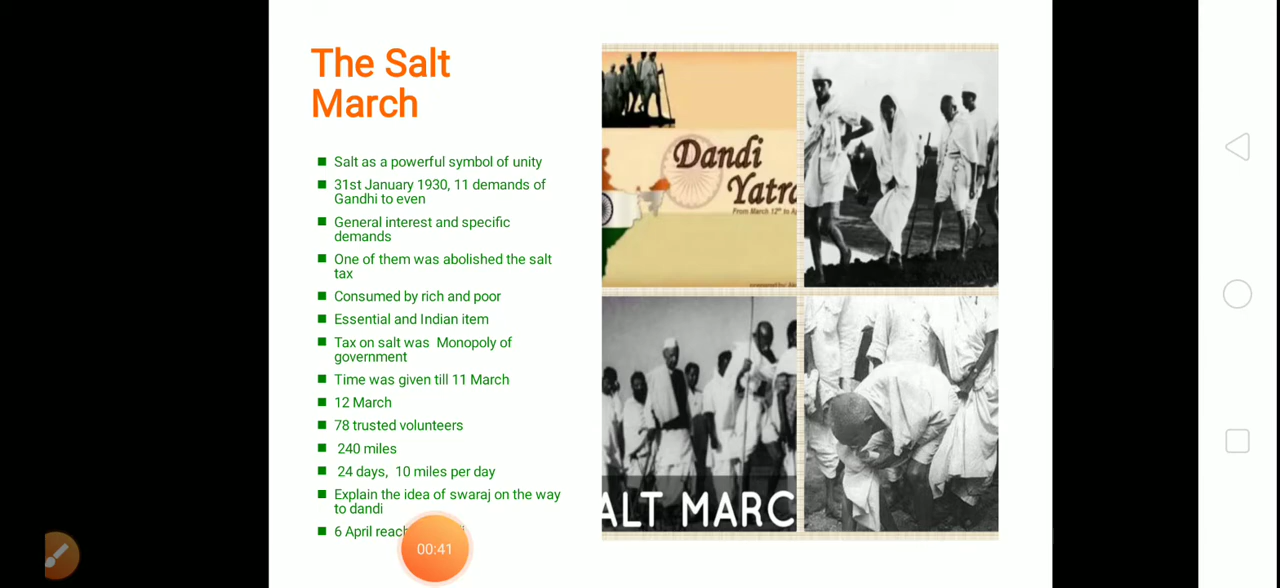 The Salt
March
Salt as a powerful symbol of unity
31st January 1930, 11 demands of
Gandhi to even
General interest and specific
demands
One of them was abolished the salt
tax
Consumed by rich and poor
Essential and Indian item
Tax on salt was Monopoly of
government
Time was given till 11 March
12 March
78 trusted volunteers
240 miles
24 days, 10 miles per day
Explain the idea of swaraj on the way
to dandi
6 April
00:41
Dandi
From March 12th to